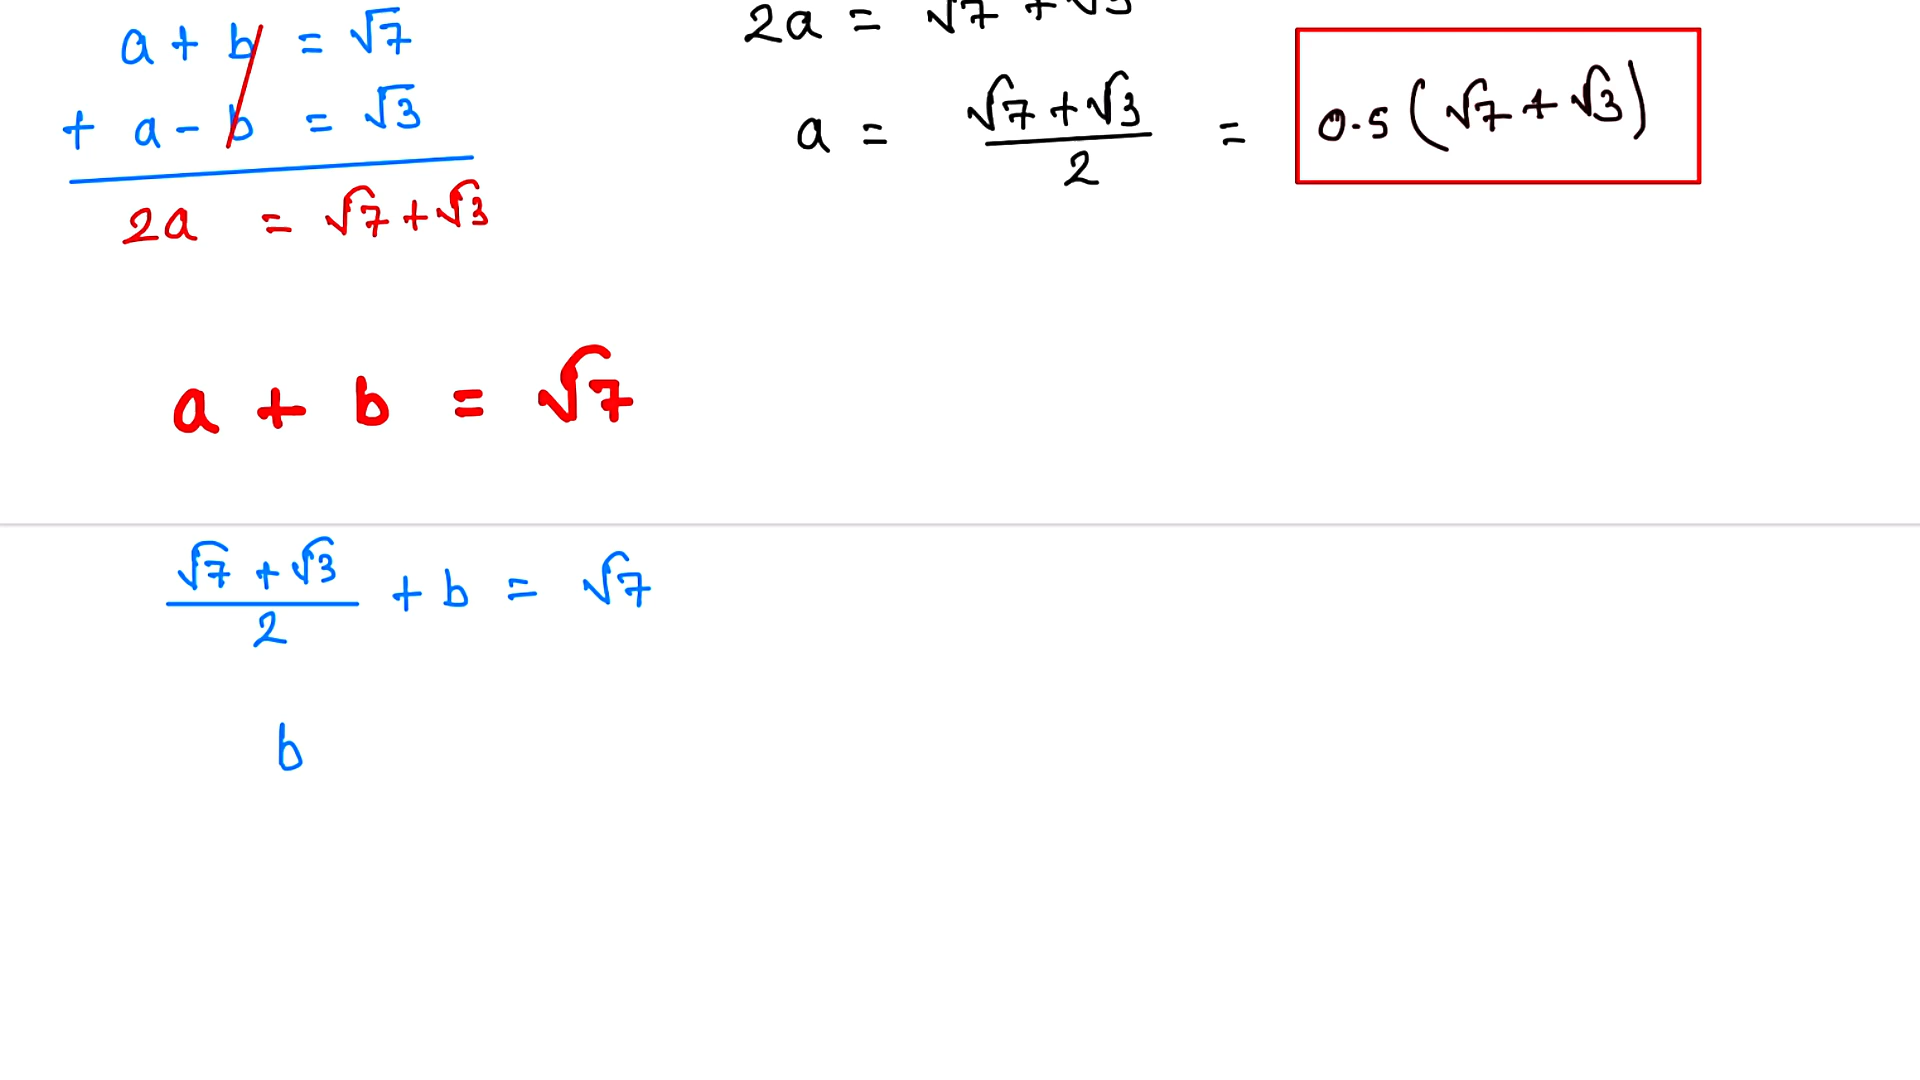 a + b = √7
+ a - b = √3
2a = √7 + √3
2a = √7 + √3
a = (√7 + √3)/2 = 0.5 (√7 + √3)
a + b = √7
(√7 + √3)/2 + b = √7
b